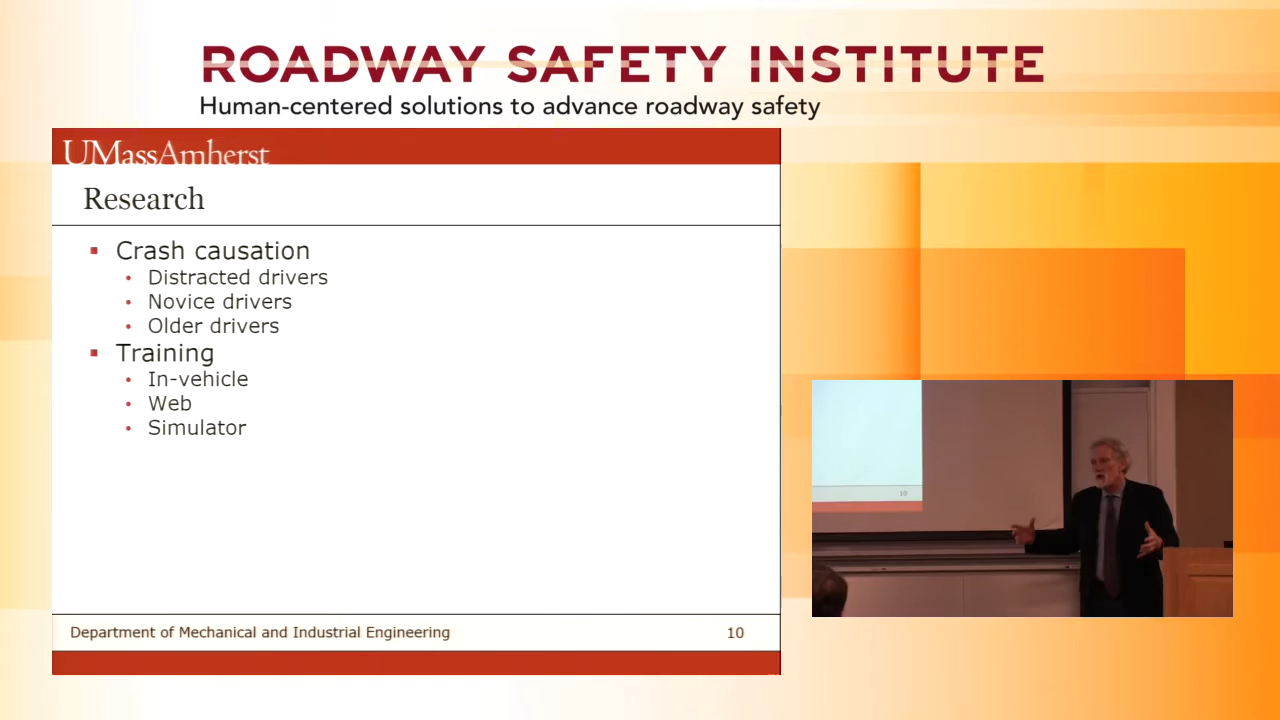 ROADWAY SAFETY INSTITUTE
Human-centered solutions to advance roadway safety
UMassAmherst
Research
Crash causation
Distracted drivers
Novice drivers
Older drivers
Training
In-vehicle
Web
Simulator
Department of Mechanical and Industrial Engineering 10
10